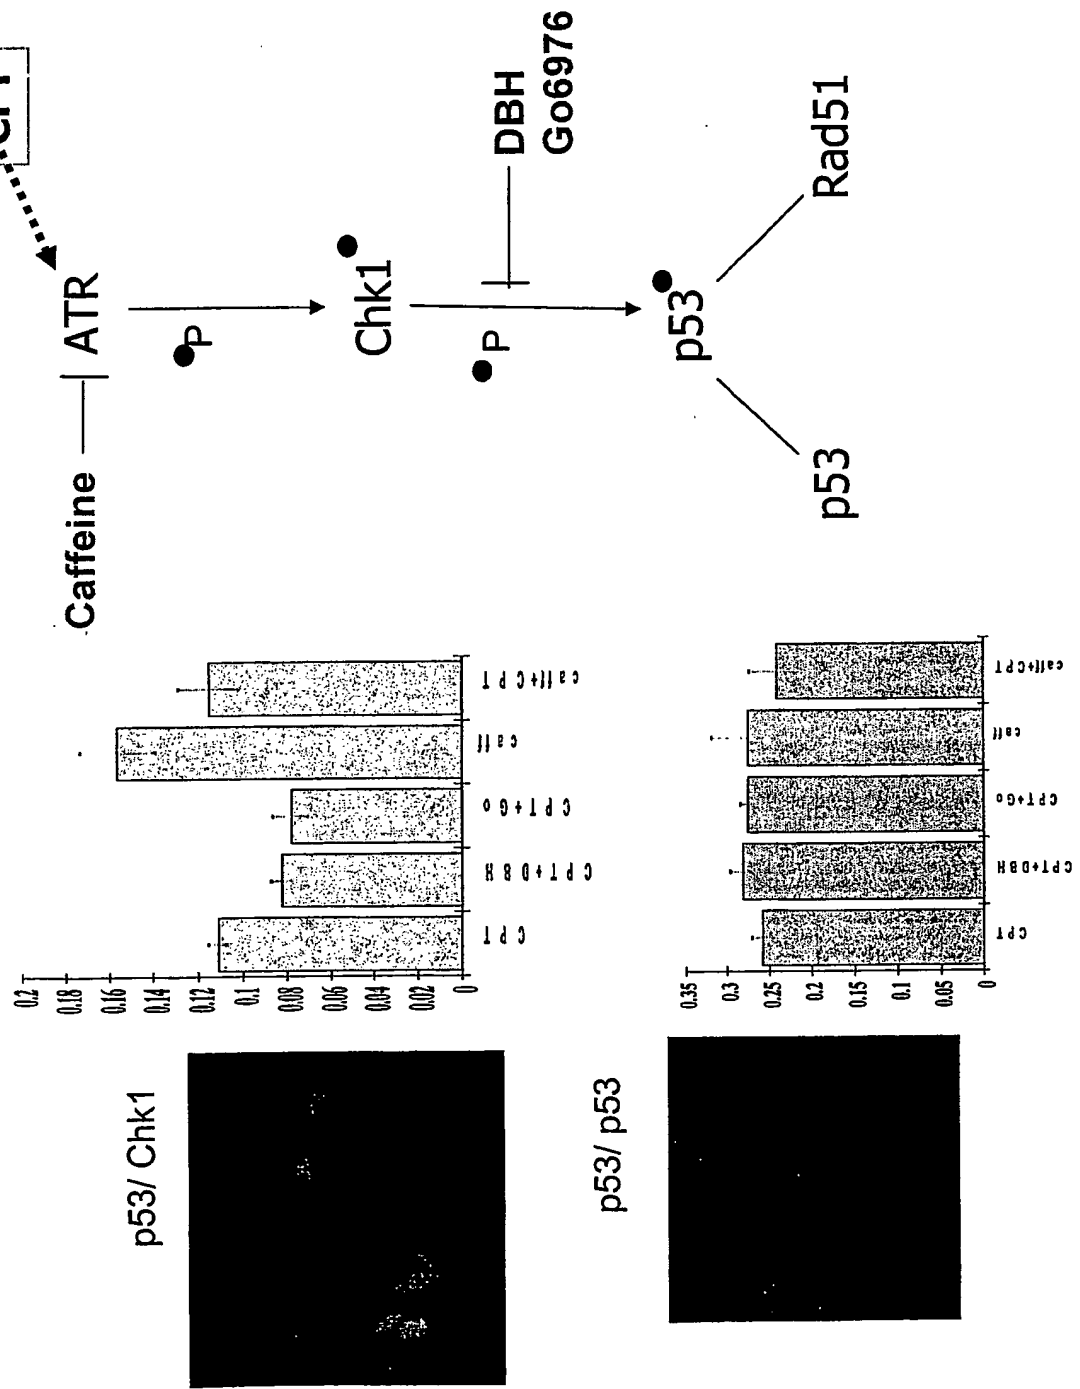 Caffeine
ATR
P
Chk1
P
DBH
Go6976
p53
p53
Rad51
p53/ Chk1
0.2
0.18
0.16
0.14
0.12
0.1
0.08
0.06
0.04
0.02
0
CPT
CPT+DBH
CPT+Go
caff
caff+CPT
p53/ p53
0.35
0.3
0.25
0.2
0.15
0.1
0.05
0
CPT
CPT+DBH
CPT+Go
caff
caff+CPT